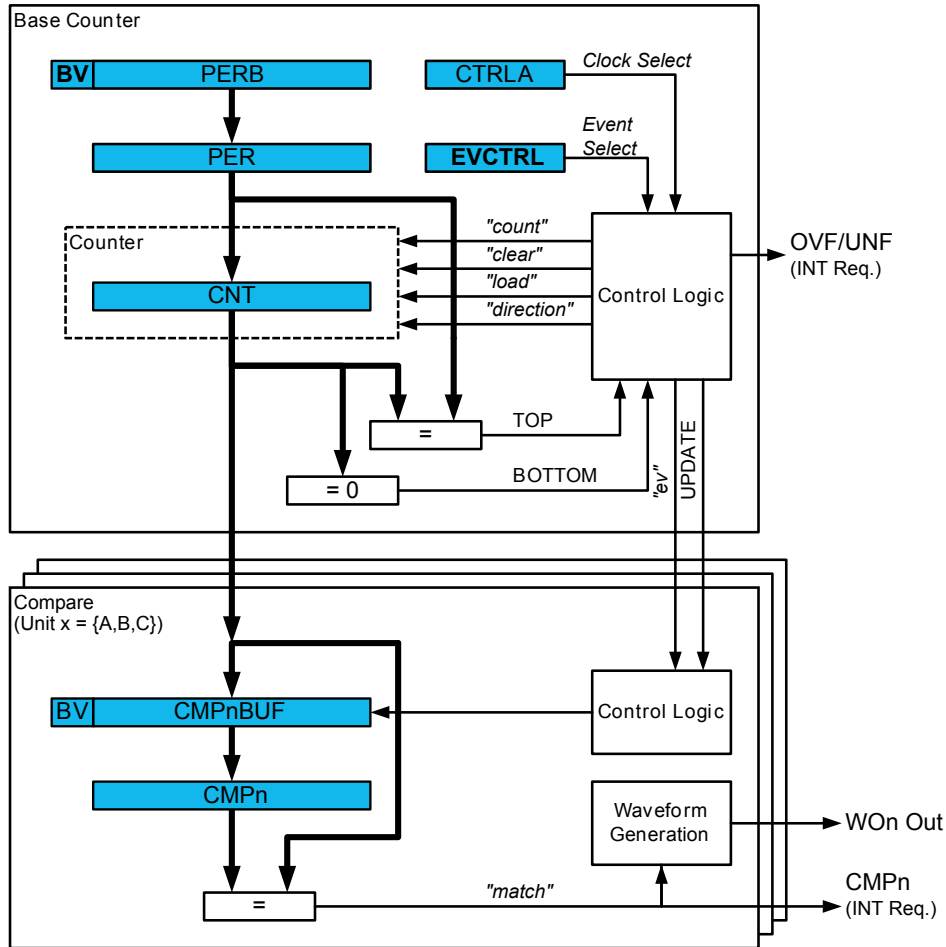 Base Counter
BV PERB
CTRLA
Clock Select
Event
Select
PER
EVCTRL
Counter
"count"
"clear"
"load"
"direction"
CNT
Control Logic
OVF/UNF
(INT Req.)
=
TOP
= 0
BOTTOM
"ev"
UPDATE
Compare
(Unit x = {A,B,C})
BV CMPnBUF
Control Logic
CMPn
Waveform
Generation
WOn Out
=
"match"
CMPn
(INT Req.)